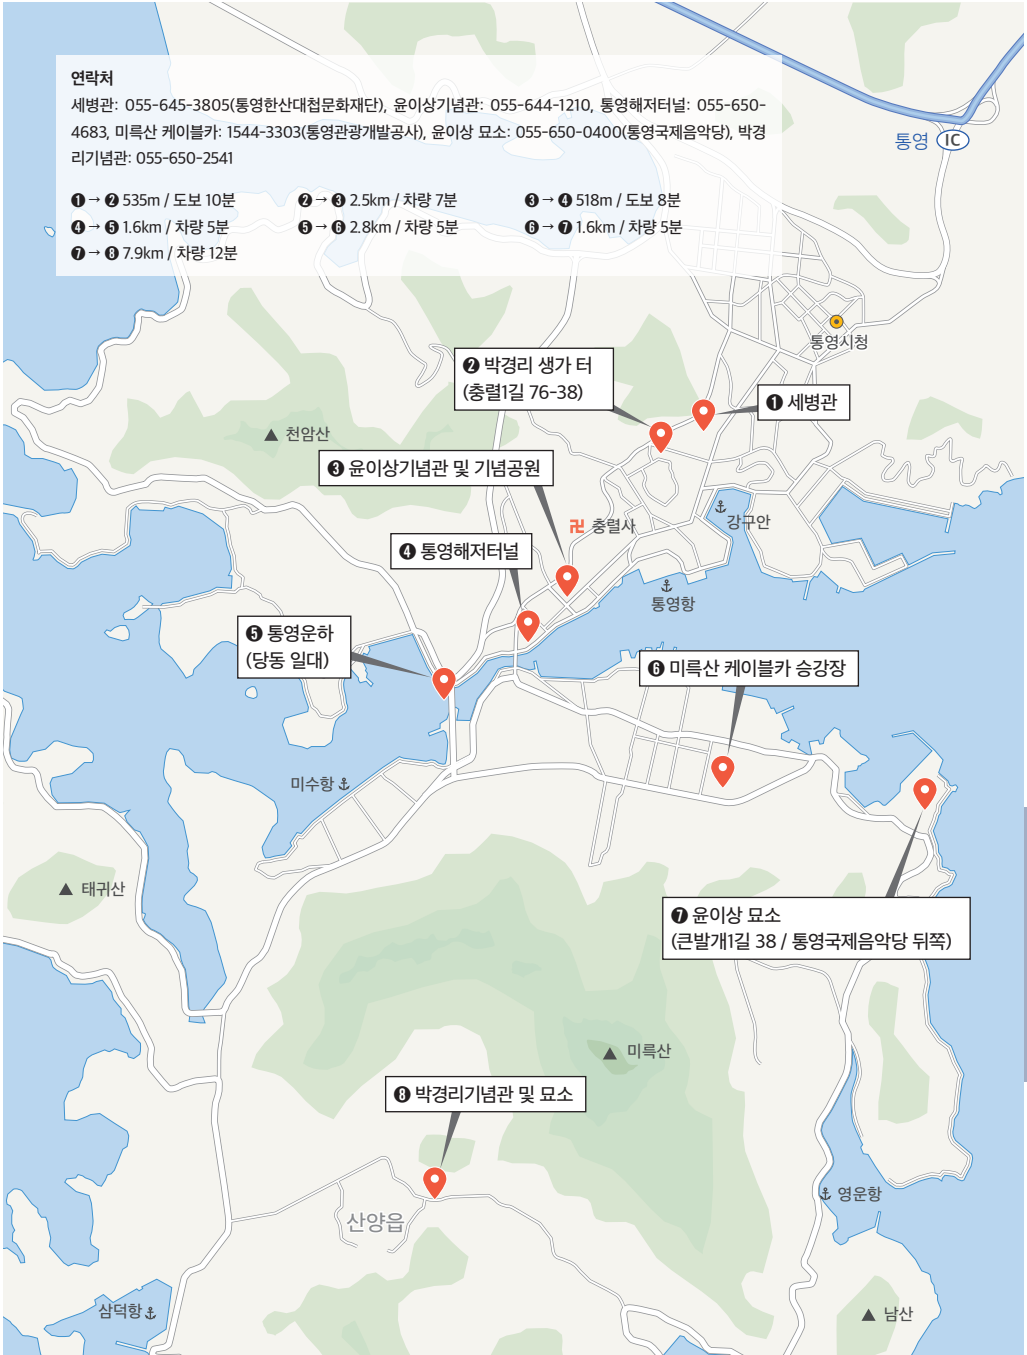 연락처
세병관: 055-645-3805(통영한산대첩문화재단), 윤이상기념관: 055-644-1210, 통영해저터널: 055-650-
4683, 미륵산 케이블카: 1544-3303(통영관광개발공사), 윤이상 묘소: 055-650-0400(통영국제음악당), 박경
리기념관: 055-650-2541
❶ → ❷ 535m / 도보 10분
❷ → ❸ 2.5km / 차량 7분
❸ → ❹ 518m / 도보 8분
❹ → ❺ 1.6km / 차량 5분
❺ → ❻ 2.8km / 차량 5분
❻ → ❼ 1.6km / 차량 5분
❼ → ❽ 7.9km / 차량 12분
통영 IC
통영시청
❷ 박경리 생가 터
(충렬1길 76-38)
❶ 세병관
천암산
❸ 윤이상기념관 및 기념공원
강구안
卍 충렬사
❹ 통영해저터널
통영항
❺ 통영운하
(당동 일대)
❻ 미륵산 케이블카 승강장
미수항
태귀산
❼ 윤이상 묘소
(큰발개1길 38 / 통영국제음악당 뒤쪽)
미륵산
❽ 박경리기념관 및 묘소
영운항
산양읍
삼덕항
남산